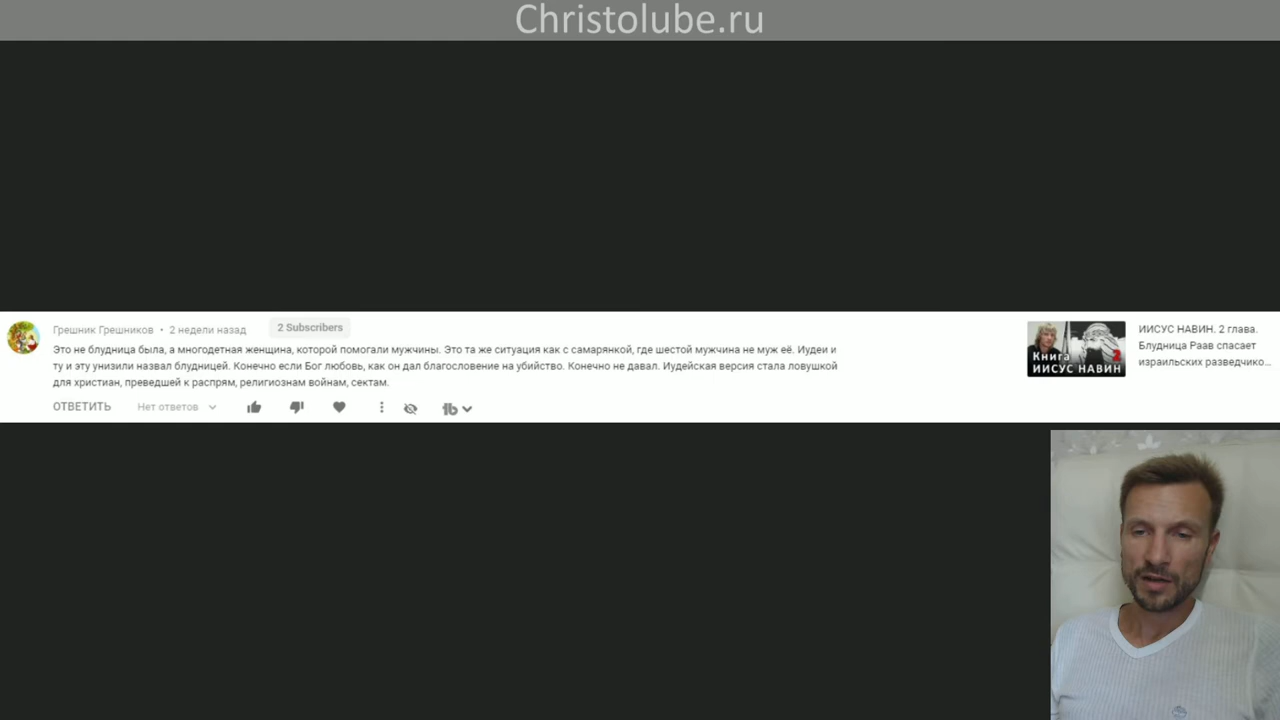 Christolube.ru
Грешник Грешников • 2 недели назад 2 Subscribers
Это не блудница была, а многодетная женщина, которой помогали мужчины. Это та же ситуация как с самарянкой, где шестой мужчина не муж её. Иудеи и
ту и эту унизили назвал блудницей. Конечно если Бог любовь, как он дал благословение на убийство. Конечно не давал. Иудейская версия стала ловушкой
для христиан, преведшей к распрям, религиознам войнам, сектам.
ОТВЕТИТЬ Нет ответов
Книга 2
ИИСУС НАВИН
ИИСУС НАВИН. 2 глава.
Блудница Раав спасает
израильских разведчико...